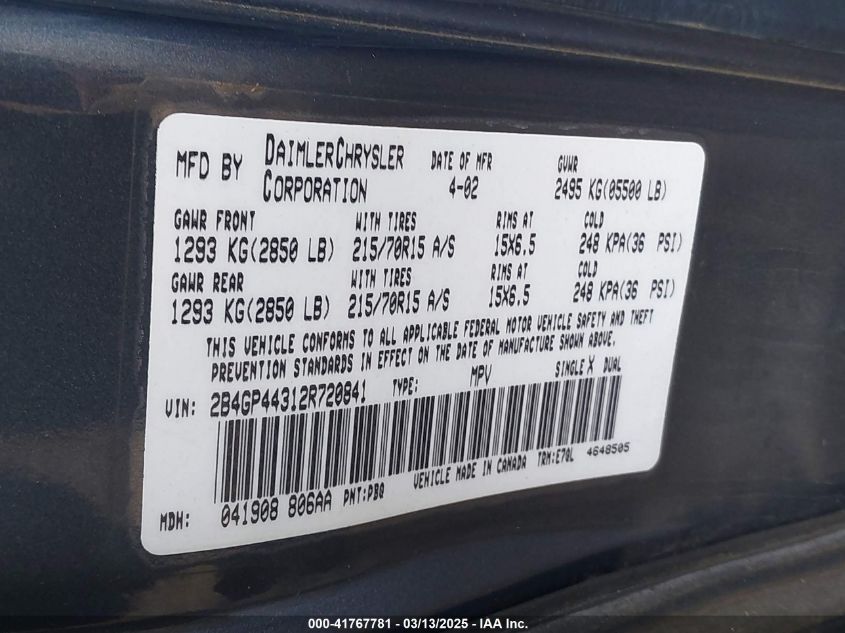 MFD BY DAIMLERCHRYSLER CORPORATION DATE OF MFR 4-02 GVWR 2495 KG(05500 LB)
GAWR FRONT WITH TIRES RIMS AT COLD
1293 KG(2850 LB) 215/70R15 A/S 15X6.5 248 KPA(36 PSI)
GAWR REAR WITH TIRES RIMS AT COLD
1293 KG(2850 LB) 215/70R15 A/S 15X6.5 248 KPA(36 PSI)
THIS VEHICLE CONFORMS TO ALL APPLICABLE FEDERAL MOTOR VEHICLE SAFETY AND THEFT
PREVENTION STANDARDS IN EFFECT ON THE DATE OF MANUFACTURE SHOWN ABOVE.
VIN: 2B4GP44312R720841 TYPE: MPV SINGLE X DUAL
MDH: 041908 806AA PNT:PBQ VEHICLE MADE IN CANADA TRM:E7QL 4648505
000-41767781 - 03/13/2025 - IAA Inc.